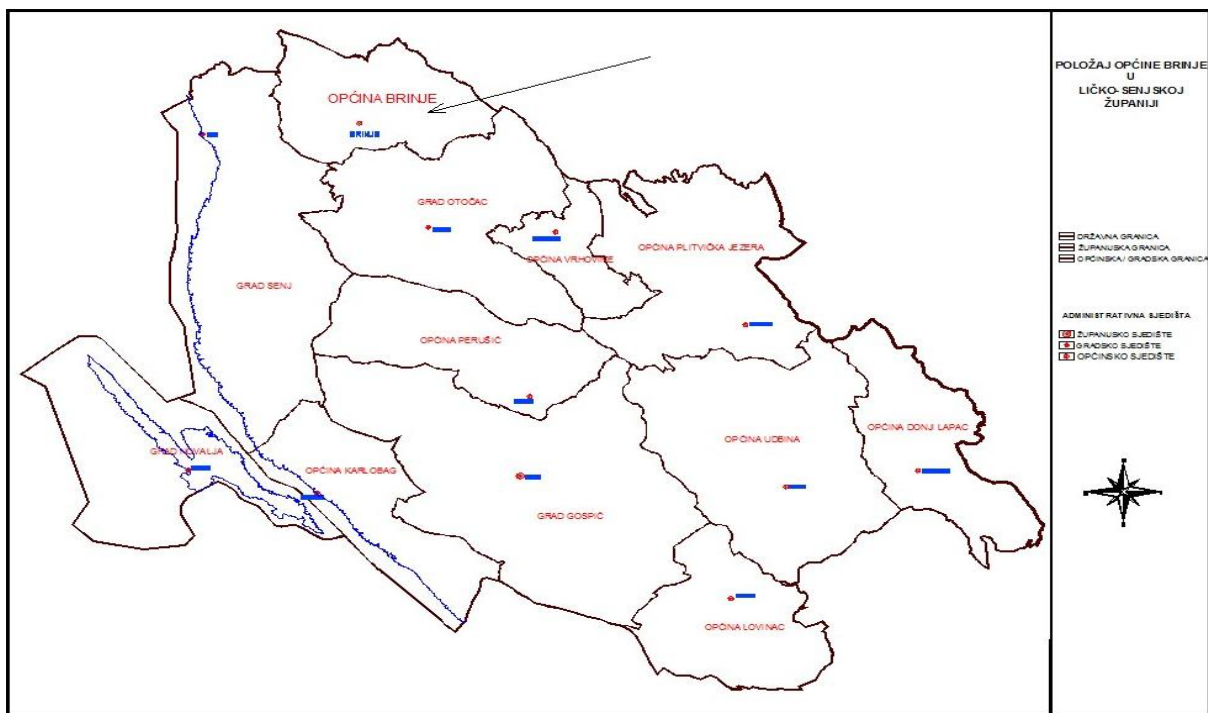 OPĆINA BRINJE
BRINJE
GRAD OTOČAC
OPĆINA PLITVIČKA JEZERA
OPĆINA VRHOVINE
GRAD SENJ
OPĆINA PERUŠIĆ
OPĆINA DONJI LAPAC
OPĆINA UDBINA
GRAD NOVALJA
OPĆINA KARLOBAG
GRAD GOSPIĆ
OPĆINA LOVINAC
POLOŽAJ OPĆINE BRINJE
U
LIČKO-SENJSKOJ
ŽUPANIJI
DRŽAVNA GRANICA
ŽUPANIJSKA GRANICA
OPĆINSKA / GRADSKA GRANICA
ADMINISTRATIVNA SJEDIŠTA
ŽUPANIJSKO SJEDIŠTE
GRADSKO SJEDIŠTE
OPĆINSKO SJEDIŠTE